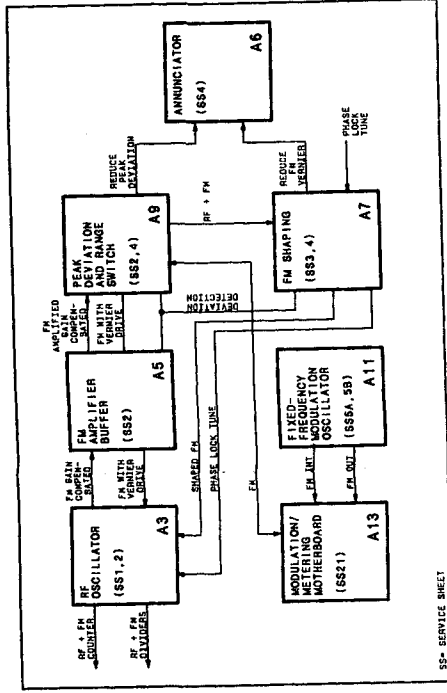 RF + FM
COUNTER
RF + FM
DIVIDERS
RF
OSCILLATOR
(SS1,2)
A3
FM GAIN
COMPEN-
SATED
FM WITH
VERNIER
DRIVE
FM
AMPLIFIER
BUFFER
(SS2)
A5
FM
AMPLIFIED
GAIN
COMPEN-
SATED
FM WITH
VERNIER
DRIVE
PEAK
DEVIATION
AND RANGE
SWITCH
(SS2,4)
A9
REDUCE
PEAK
DEVIATION
ANNUNCIATOR
(SS4)
A6
SHAPED FM
PHASE LOCK TUNE
FM
DEVIATION
DETECTION
RF + FM
REDUCE
FM
VERNIER
MODULATION/
METERING
MOTHERBOARD
(SS21)
A13
FM INT
FM OUT
FIXED-
FREQUENCY
MODULATION
OSCILLATOR
(SS5A,5B)
A11
FM SHAPING
(SS3,4)
A7
PHASE
LOCK
TUNE
SS= SERVICE SHEET